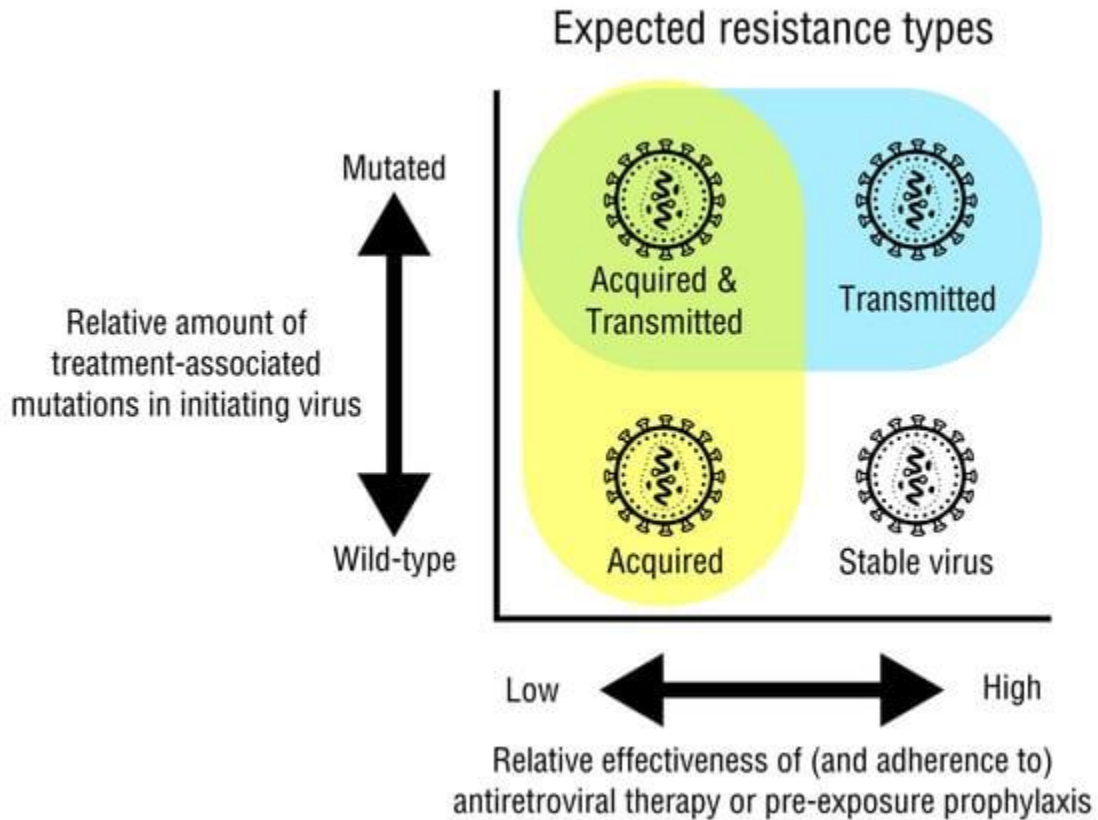 Expected resistance types
Mutated
Relative amount of
treatment-associated
mutations in initiating virus
Wild-type
Acquired &
Transmitted
Transmitted
Acquired
Stable virus
Low
High
Relative effectiveness of (and adherence to)
antiretroviral therapy or pre-exposure prophylaxis